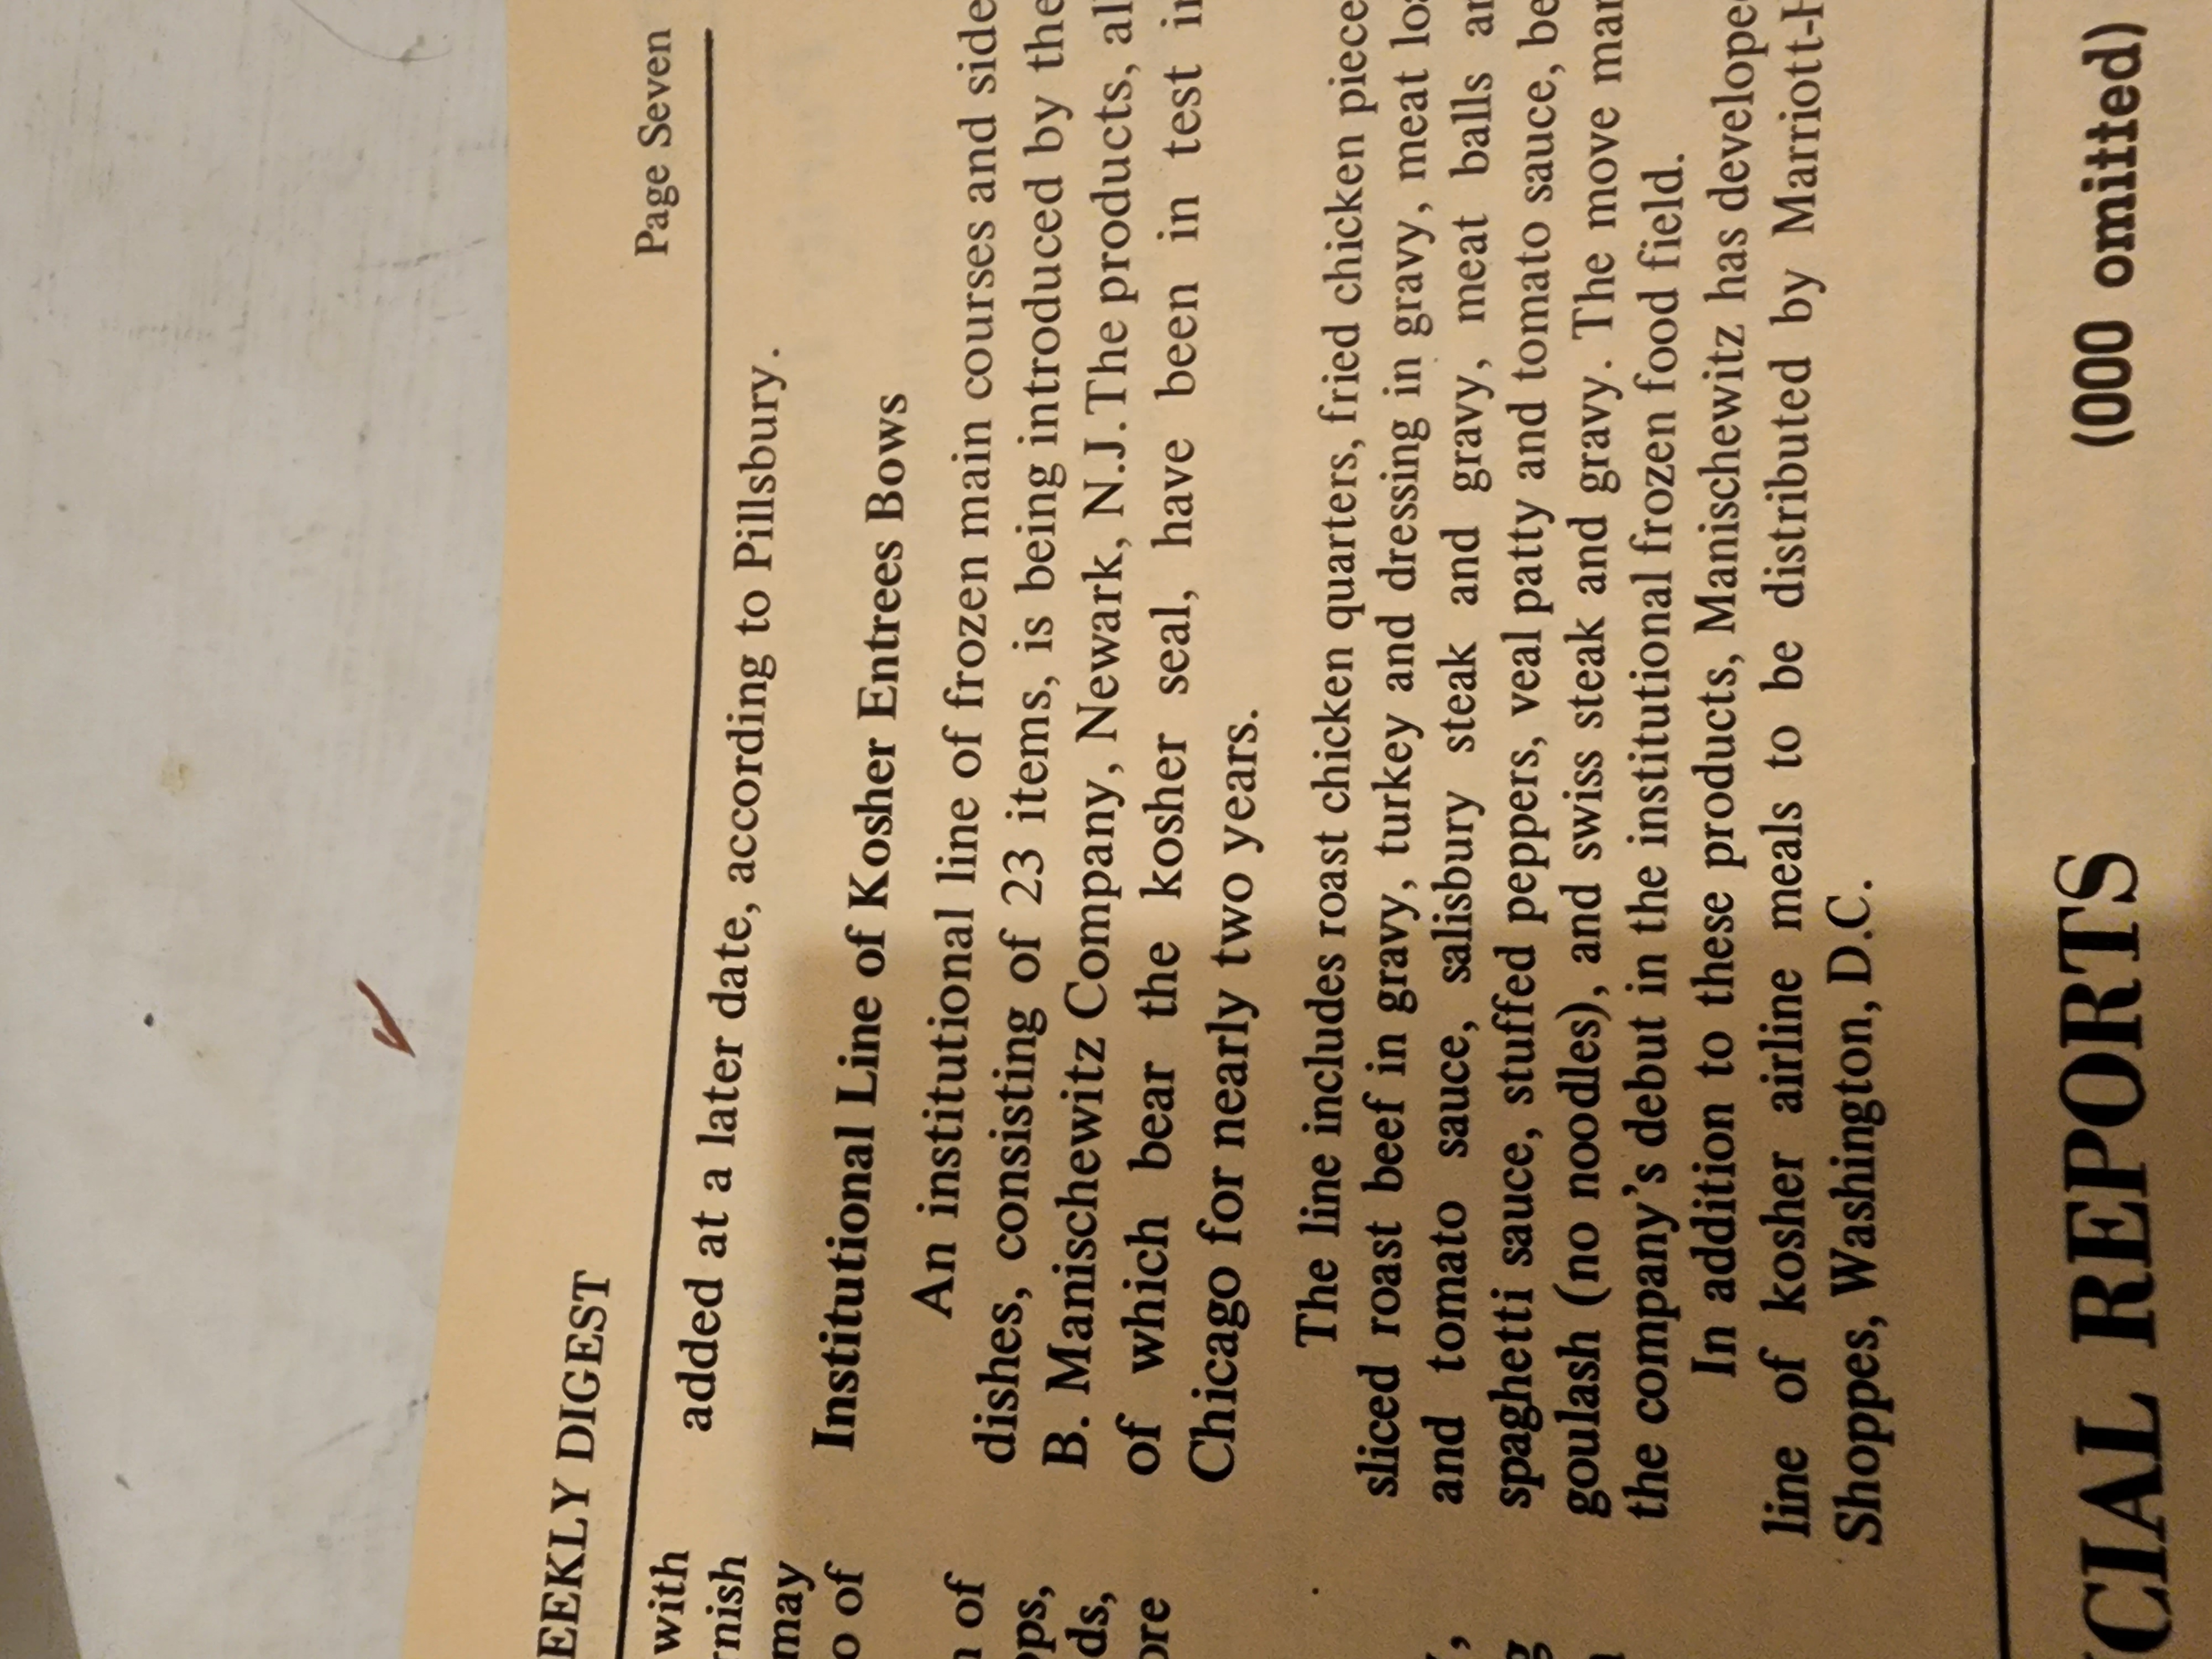 EEKLY DIGEST Page Seven
with
rnish
may
o of
n of
ds,
ore
added at a later date, according to Pillsbury.
Institutional Line of Kosher Entrees Bows
An institutional line of frozen main courses and side
dishes, consisting of 23 items, is being introduced by the
B. Manischewitz Company, Newark, N.J. The products, al
of which bear the kosher seal, have been in test in
Chicago for nearly two years.
The line includes roast chicken quarters, fried chicken piece
sliced roast beef in gravy, turkey and dressing in gravy, meat loa
and tomato sauce, salisbury steak and gravy, meat balls an
spaghetti sauce, stuffed peppers, veal patty and tomato sauce, be
goulash (no noodles), and swiss steak and gravy. The move mar
the company's debut in the institutional frozen food field.
In addition to these products, Manischewitz has develope
line of kosher airline meals to be distributed by Marriott-H
Shoppes, Washington, D.C.
CIAL REPORTS (000 omitted)